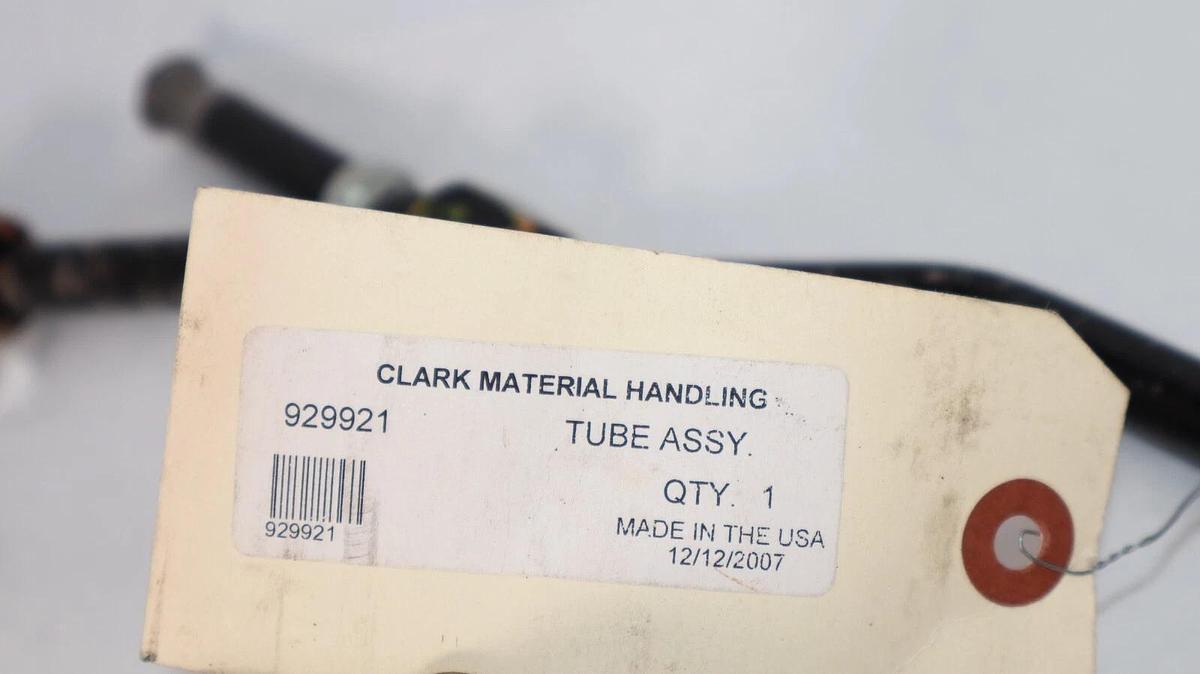 CLARK MATERIAL HANDLING
929921 TUBE ASSY.
QTY. 1
929921
MADE IN THE USA
12/12/2007